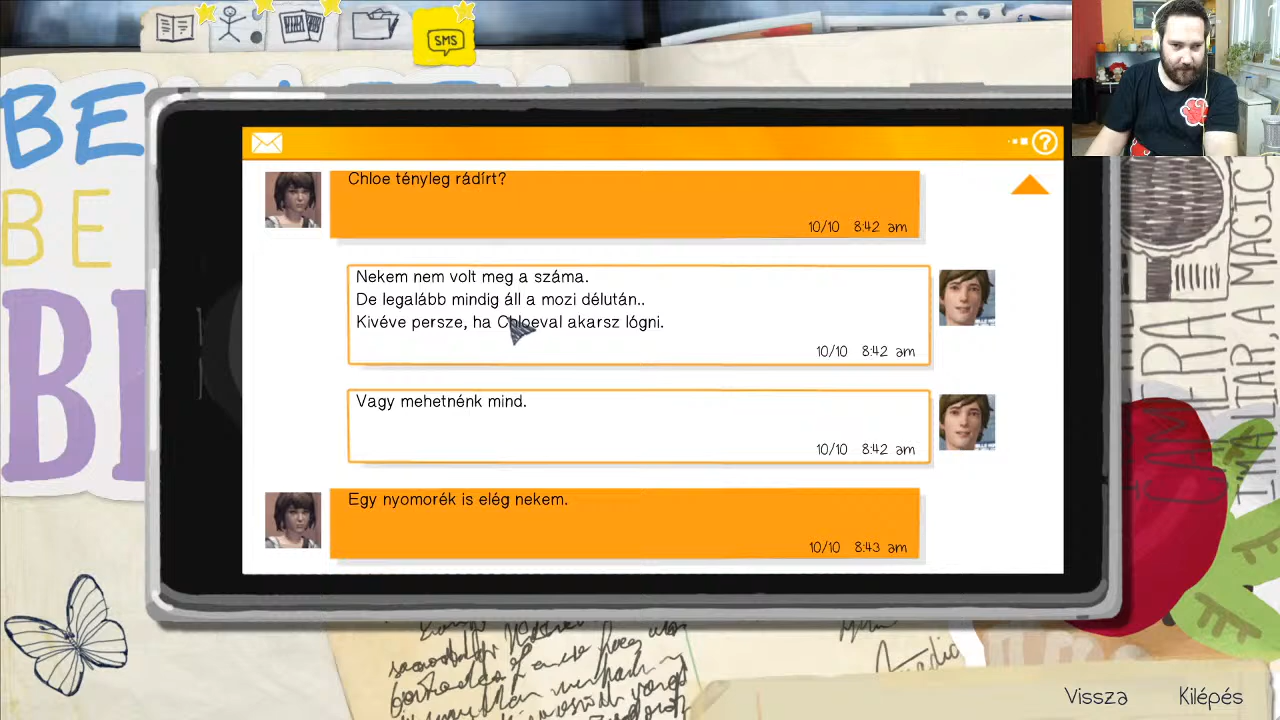 SMS
BE
BE
Chloe tényleg rádírt?
10/10 8:42 am
Nekem nem volt meg a száma.
De legalább mindig áll a mozi délután..
Kivéve persze, ha Chloeval akarsz lógni.
10/10 8:42 am
Vagy mehetnénk mind.
10/10 8:42 am
Egy nyomorék is elég nekem.
10/10 8:43 am
Vissza
Kilépés